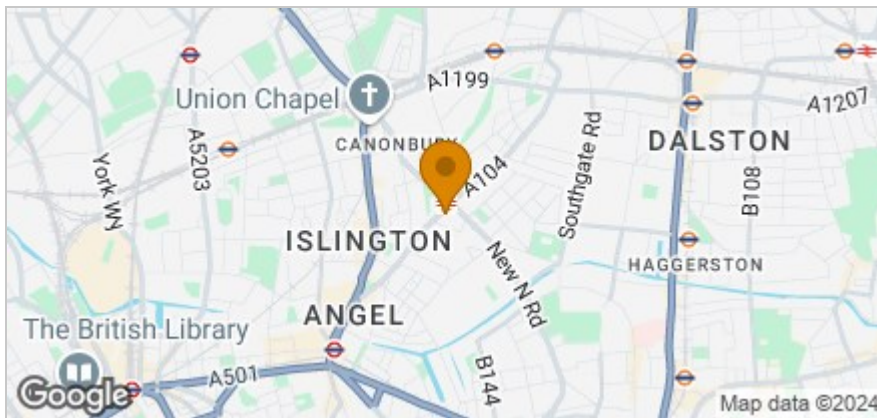 A1199
Union Chapel
A1207
A5203
CANONBURY
Southgate Rd
DALSTON
York Wy
A104
B108
ISLINGTON
New N Rd
HAGGERSTON
ANGEL
The British Library
A501
B144
Google
Map data ©2024